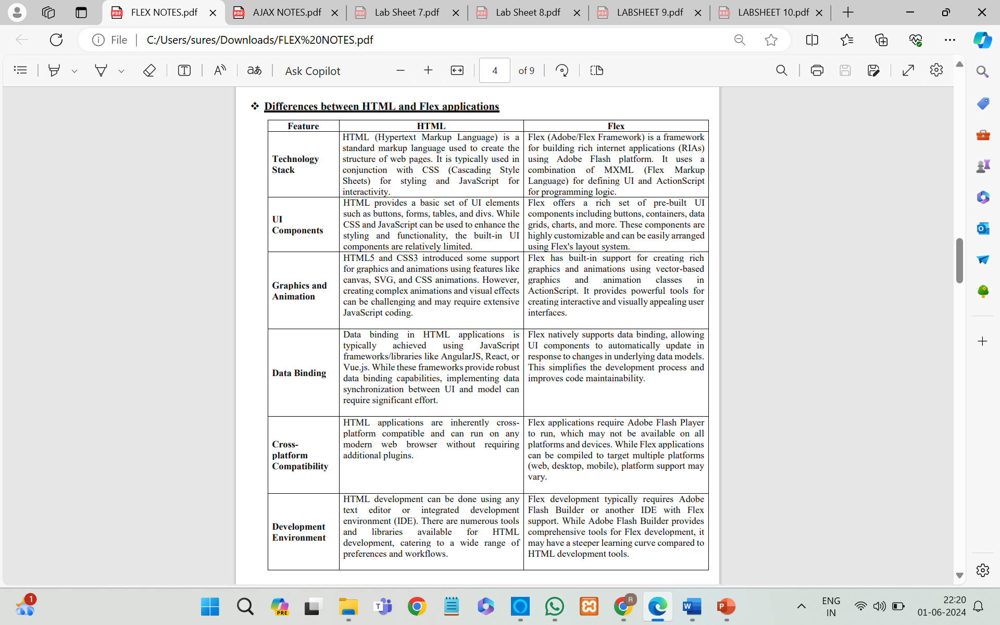 FLEX NOTES.pdf
AJAX NOTES.pdf
Lab Sheet 7.pdf
Lab Sheet 8.pdf
LABSHEET 9.pdf
LABSHEET 10.pdf
File
C:/Users/sures/Downloads/FLEX%20NOTES.pdf
Ask Copilot
4
of 9
❖ Differences between HTML and Flex applications
Feature
HTML
Flex
Technology
Stack
HTML (Hypertext Markup Language) is a
standard markup language used to create the
structure of web pages. It is typically used in
conjunction with CSS (Cascading Style
Sheets) for styling and JavaScript for
interactivity.
Flex (Adobe/Flex Framework) is a framework
for building rich internet applications (RIAs)
using Adobe Flash platform. It uses a
combination of MXML (Flex Markup
Language) for defining UI and ActionScript
for programming logic.
UI
Components
HTML provides a basic set of UI elements
such as buttons, forms, tables, and divs. While
CSS and JavaScript can be used to enhance the
styling and functionality, the built-in UI
components are relatively limited.
Flex offers a rich set of pre-built UI
components including buttons, containers, data
grids, charts, and more. These components are
highly customizable and can be easily arranged
using Flex's layout system.
Graphics and
Animation
HTML5 and CSS3 introduced some support
for graphics and animations using features like
canvas, SVG, and CSS animations. However,
creating complex animations and visual effects
can be challenging and may require extensive
JavaScript coding.
Flex has built-in support for creating rich
graphics and animations using vector-based
graphics and animation classes in
ActionScript. It provides powerful tools for
creating interactive and visually appealing user
interfaces.
Data Binding
Data binding in HTML applications is
typically achieved using JavaScript
frameworks/libraries like AngularJS, React, or
Vue.js. While these frameworks provide robust
data binding capabilities, implementing data
synchronization between UI and model can
require significant effort.
Flex natively supports data binding, allowing
UI components to automatically update in
response to changes in underlying data models.
This simplifies the development process and
improves code maintainability.
Cross-
platform
Compatibility
HTML applications are inherently cross-
platform compatible and can run on any
modern web browser without requiring
additional plugins.
Flex applications require Adobe Flash Player
to run, which may not be available on all
platforms and devices. While Flex applications
can be compiled to target multiple platforms
(web, desktop, mobile), platform support may
vary.
Development
Environment
HTML development can be done using any
text editor or integrated development
environment (IDE). There are numerous tools
and libraries available for HTML
development, catering to a wide range of
preferences and workflows.
Flex development typically requires Adobe
Flash Builder or another IDE with Flex
support. While Adobe Flash Builder provides
comprehensive tools for Flex development, it
may have a steeper learning curve compared to
HTML development tools.
1
PRE
R
ENG
IN
22:20
01-06-2024